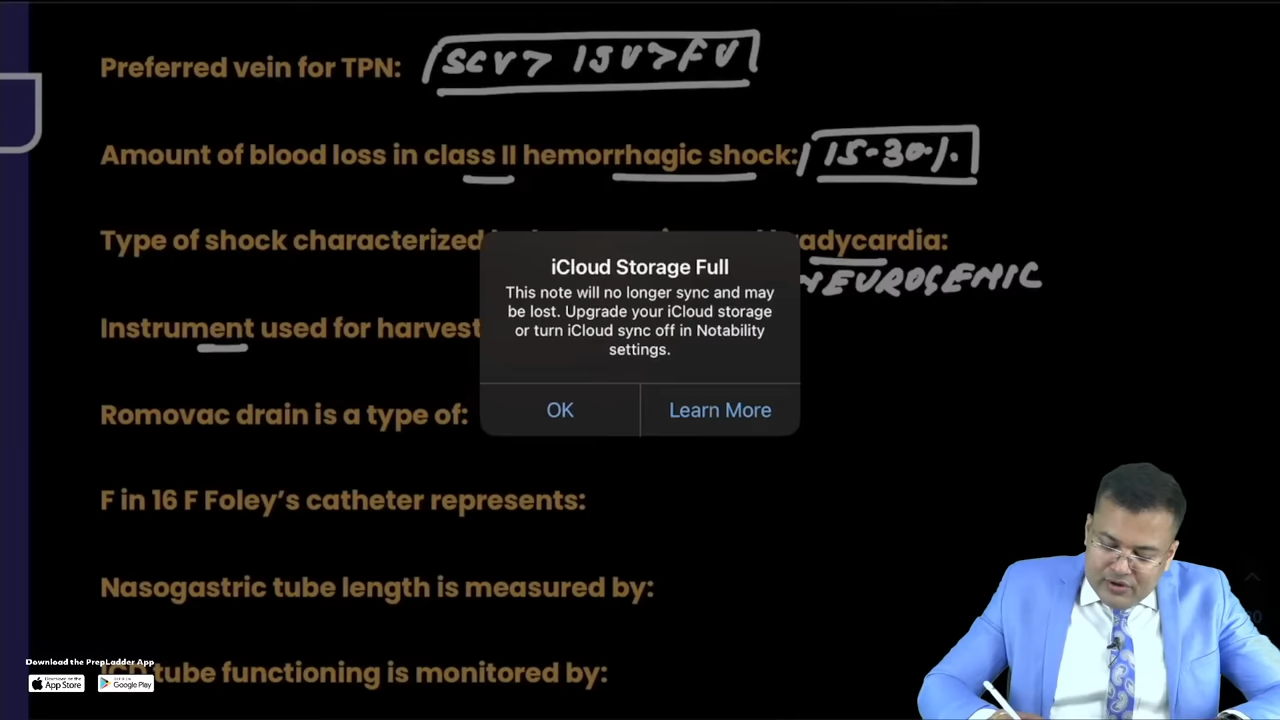 Preferred vein for TPN: SCV > IJV > FV
Amount of blood loss in class II hemorrhagic shock: 15-30%.
Type of shock characterized adycardia:
NEUROGENIC
Instrument used for harvest
iCloud Storage Full
This note will no longer sync and may
be lost. Upgrade your iCloud storage
or turn iCloud sync off in Notability
settings.
OK Learn More
Romovac drain is a type of:
F in 16 F Foley's catheter represents:
Nasogastric tube length is measured by:
tube functioning is monitored by:
Download the PrepLadder App
App Store
Google Play